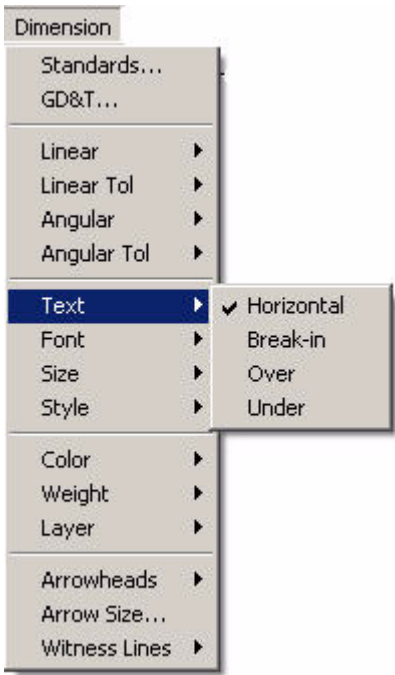 Dimension
Standards...
GD&T...
Linear
Linear Tol
Angular
Angular Tol
Text
Horizontal
Font
Break-in
Size
Over
Style
Under
Color
Weight
Layer
Arrowheads
Arrow Size...
Witness Lines